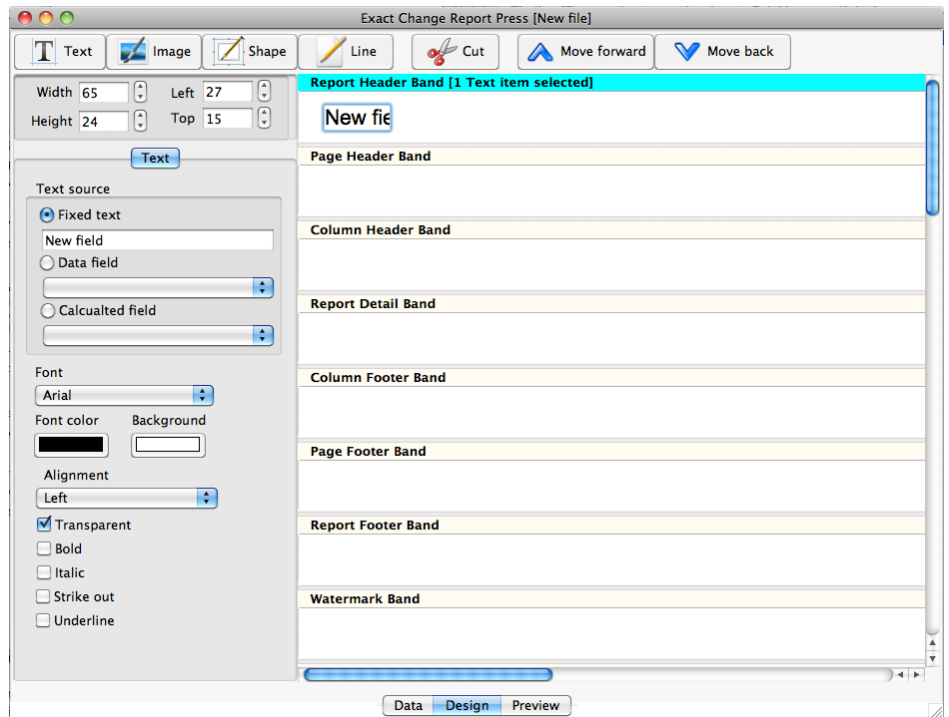 Exact Change Report Press [New file]
Text Image Shape Line Cut Move forward Move back
Width 65 Left 27
Height 24 Top 15
Text
Text source
Fixed text
New field
Data field
Calcualted field
Font
Arial
Font color Background
Alignment
Left
Transparent
Bold
Italic
Strike out
Underline
Report Header Band [1 Text item selected]
New fie
Page Header Band
Column Header Band
Report Detail Band
Column Footer Band
Page Footer Band
Report Footer Band
Watermark Band
Data Design Preview